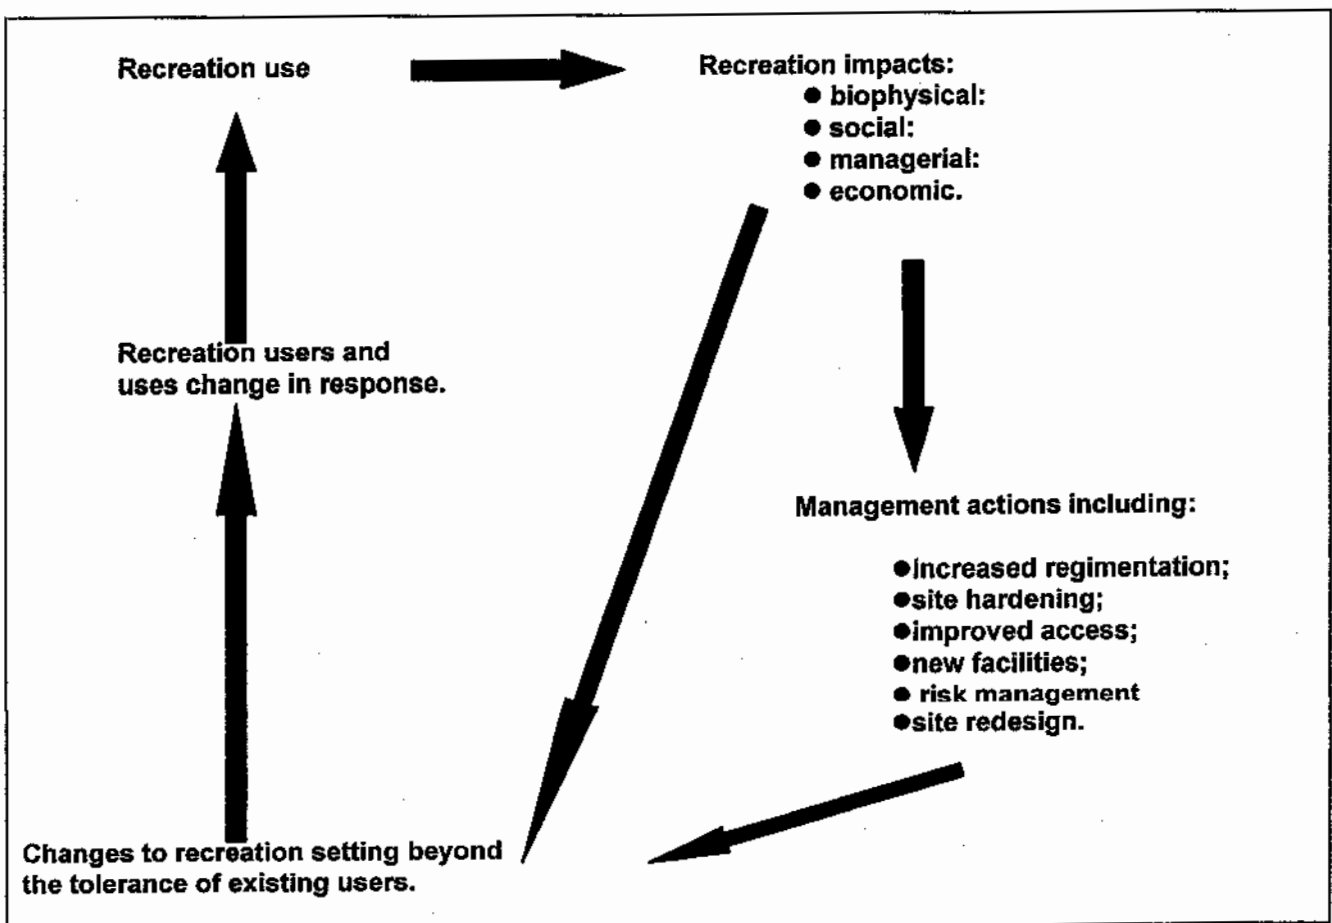 Recreation use
Recreation impacts:
● biophysical:
● social:
● managerial:
● economic.
Recreation users and
uses change in response.
Management actions including:
●increased regimentation;
●site hardening;
●improved access;
●new facilities;
● risk management
●site redesign.
Changes to recreation setting beyond
the tolerance of existing users.